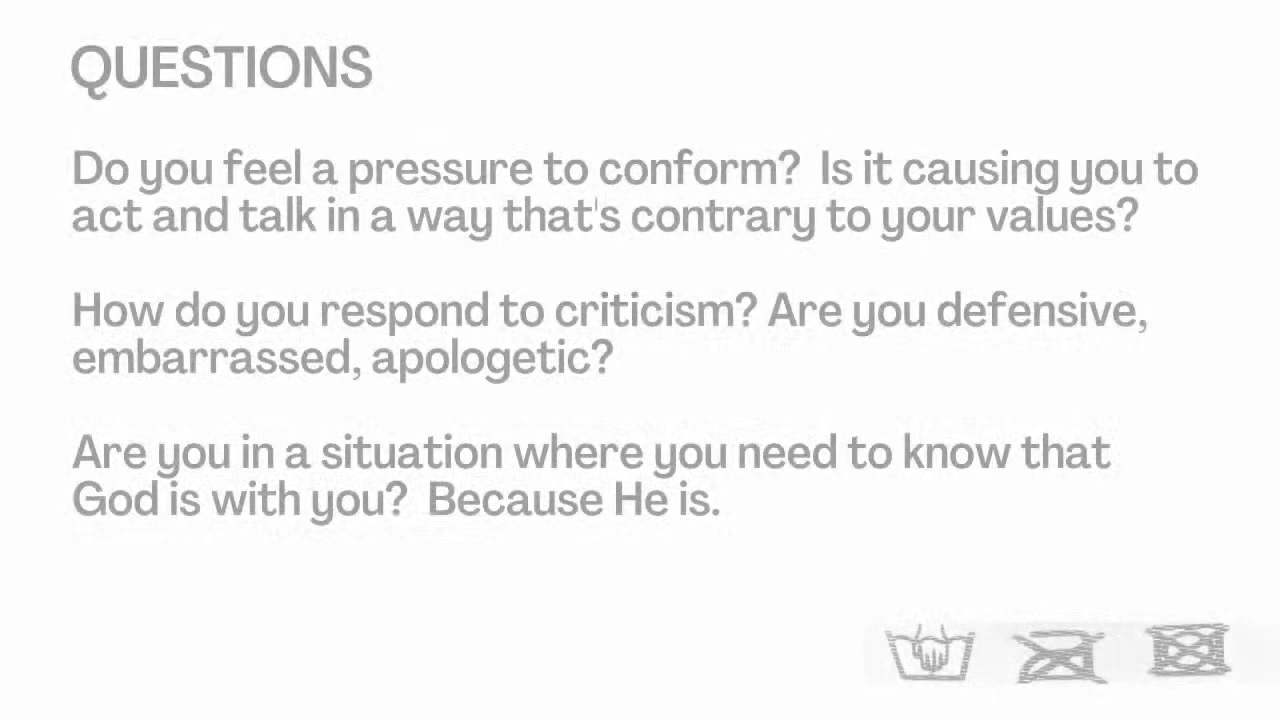 QUESTIONS
Do you feel a pressure to conform?  Is it causing you to
act and talk in a way that's contrary to your values?
How do you respond to criticism? Are you defensive,
embarrassed, apologetic?
Are you in a situation where you need to know that
God is with you?  Because He is.